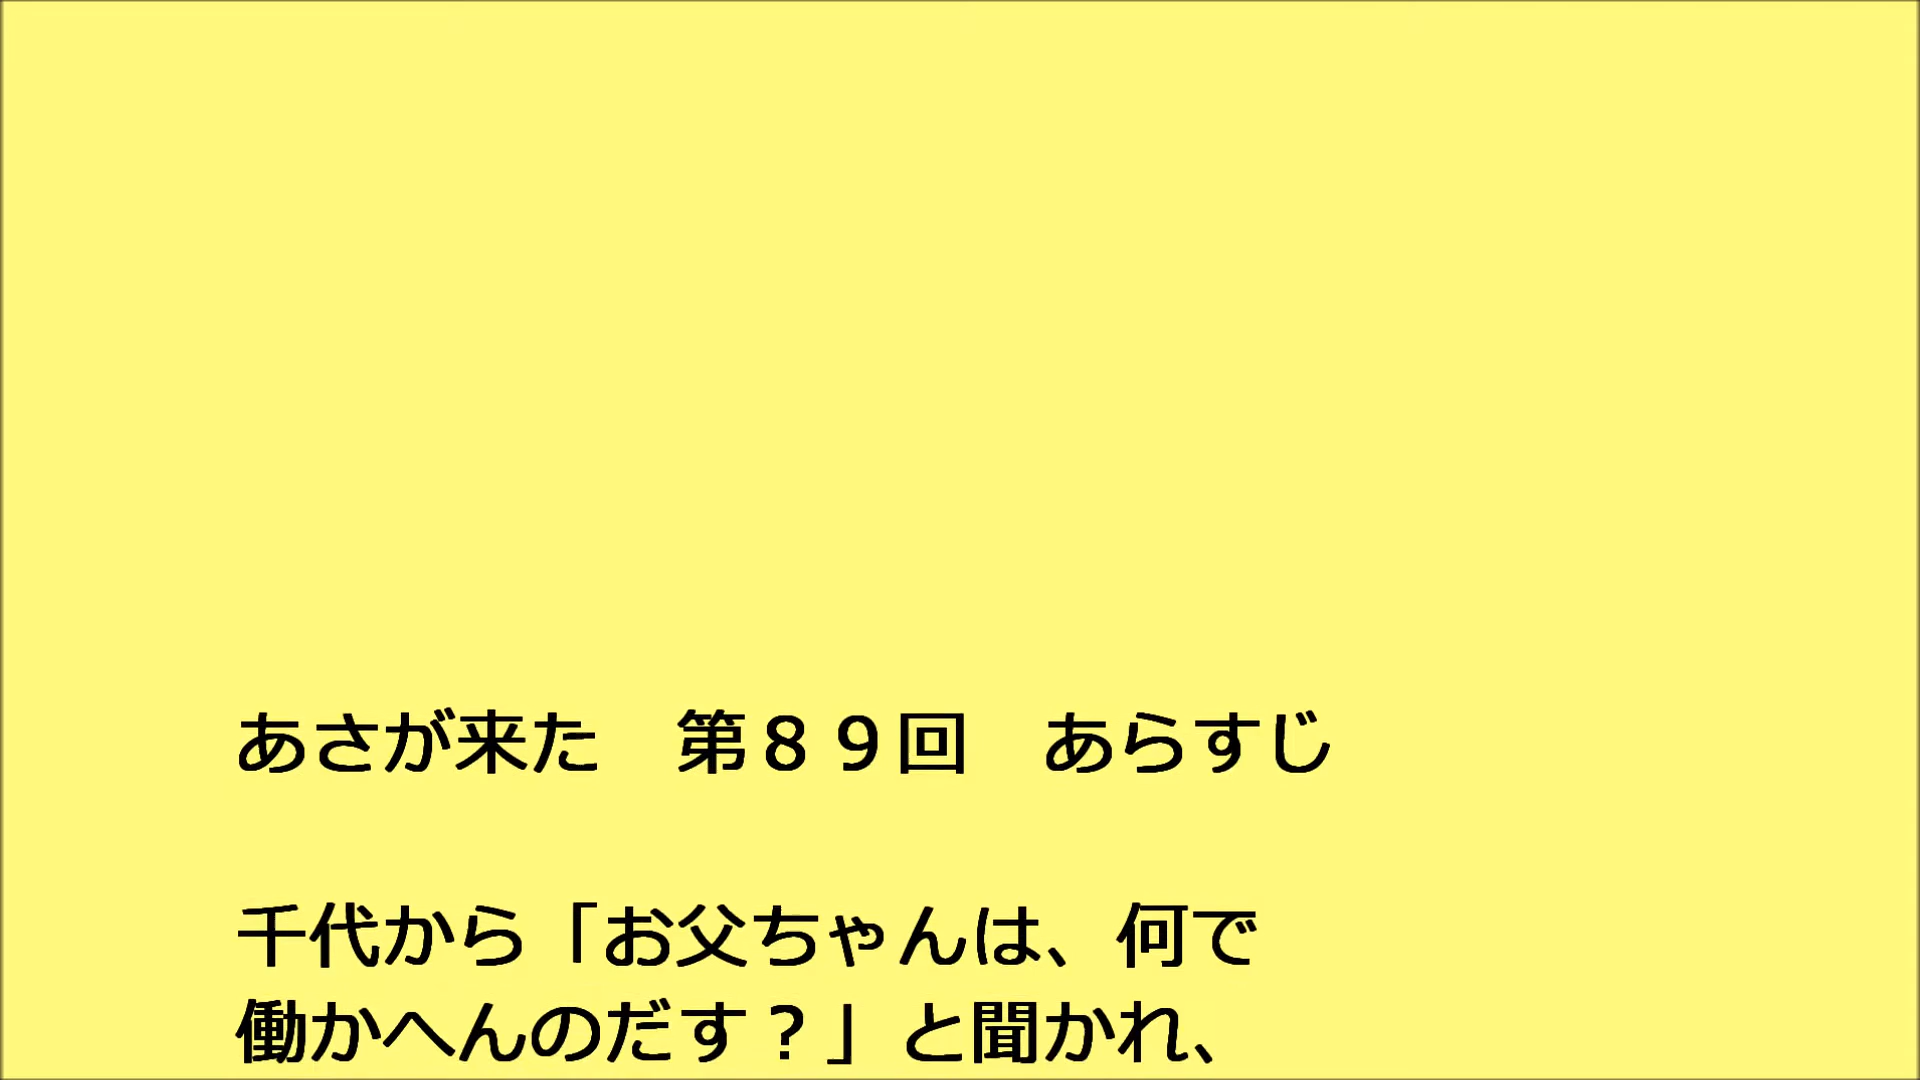 あさが来た　第８９回　あらすじ
千代から「お父ちゃんは、何で
働かへんのだす？」と聞かれ、